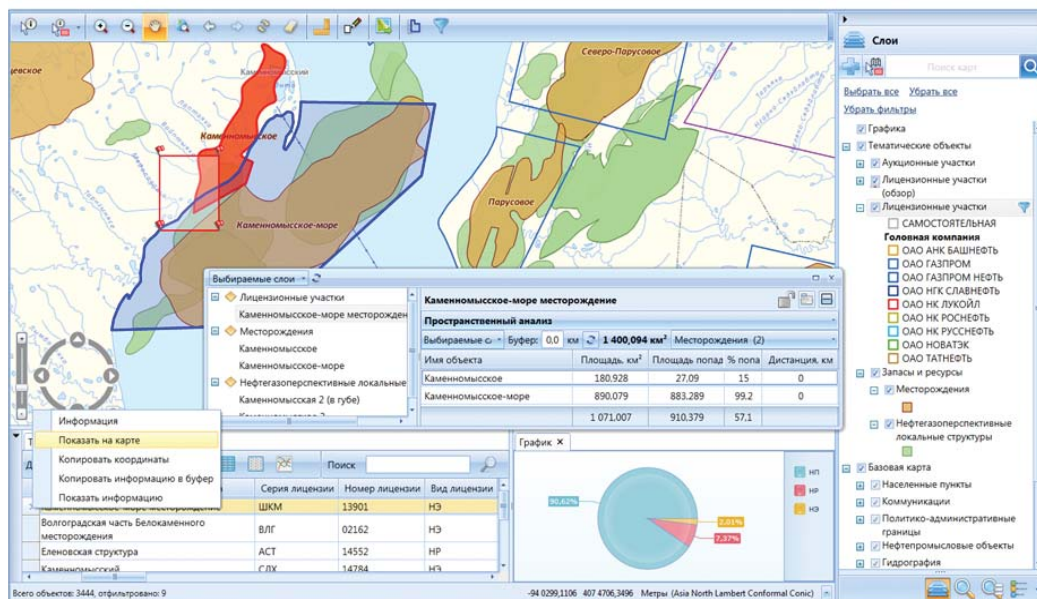 Слои
Поиск карт
Выбрать все Убрать все
Убрать фильтры
Графика
Тематические объекты
Аукционные участки
Лицензионные участки
(обзор)
Лицензионные участки
САМОСТОЯТЕЛЬНАЯ
Головная компания
ОАО АНК БАШНЕФТЬ
ОАО ГАЗПРОМ
ОАО ГАЗПРОМ НЕФТЬ
ОАО НГК СЛАВНЕФТЬ
ОАО НК ЛУКОЙЛ
ОАО НК РОСНЕФТЬ
ОАО НК РУССНЕФТЬ
ОАО НОВАТЭК
ОАО ТАТНЕФТЬ
Запасы и ресурсы
Месторождения
Нефтегазоперспективные
локальные структуры
Базовая карта
Населенные пункты
Коммуникации
Политико-административные
границы
Нефтепромысловые объекты
Гидрография
Северо-Парусовое
Каменномысский
Каменномысское
Парусовое
Каменномысское-море
Выбираемые слои
Лицензионные участки
Каменномысское-море месторожден
Месторождения
Каменномысское
Каменномысское-море
Нефтегазоперспективные локальные
Каменномысская 2 (в губе)
Каменномысское-море месторождение
Пространственный анализ
Выбираемые с Буфер: 0,0 км 1 400,094 км² Месторождения (2)
Имя объекта Площадь, км² Площадь попад % попа Дистанция, км
Каменномысское 180,928 27,09 15 0
Каменномысское-море 890,079 883,289 99.2 0
1 071,007 910,379 57.1
Информация
Показать на карте
Копировать координаты
Копировать информацию в буфер
Показать информацию
Поиск
Серия лицензии Номер лицензии Вид лицензии
Каменномысское-море месторождение ШКМ 13901 НЭ
Волгоградская часть Белокаменного
месторождения ВЛГ 02162 НЭ
Еленовская структура АСТ 14552 НР
Каменномысский СЛХ 14784 НЭ
График
90,62%
2,01%
7,37%
НП
НР
НЭ
Всего объектов: 3444, отфильтровано: 9
-94 0299,1106 407 4706,3496 Метры (Asia North Lambert Conformal Conic)